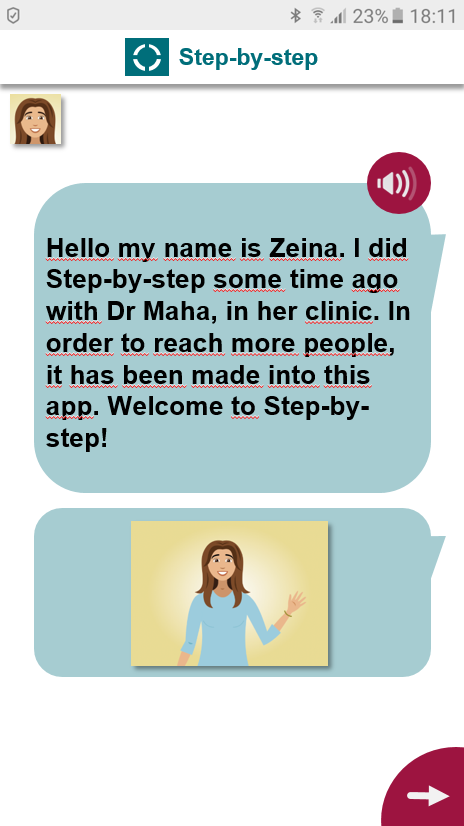 23% 18:11
Step-by-step
Hello my name is Zeina. I did
Step-by-step some time ago
with Dr Maha, in her clinic. In
order to reach more people,
it has been made into this
app. Welcome to Step-by-
step!